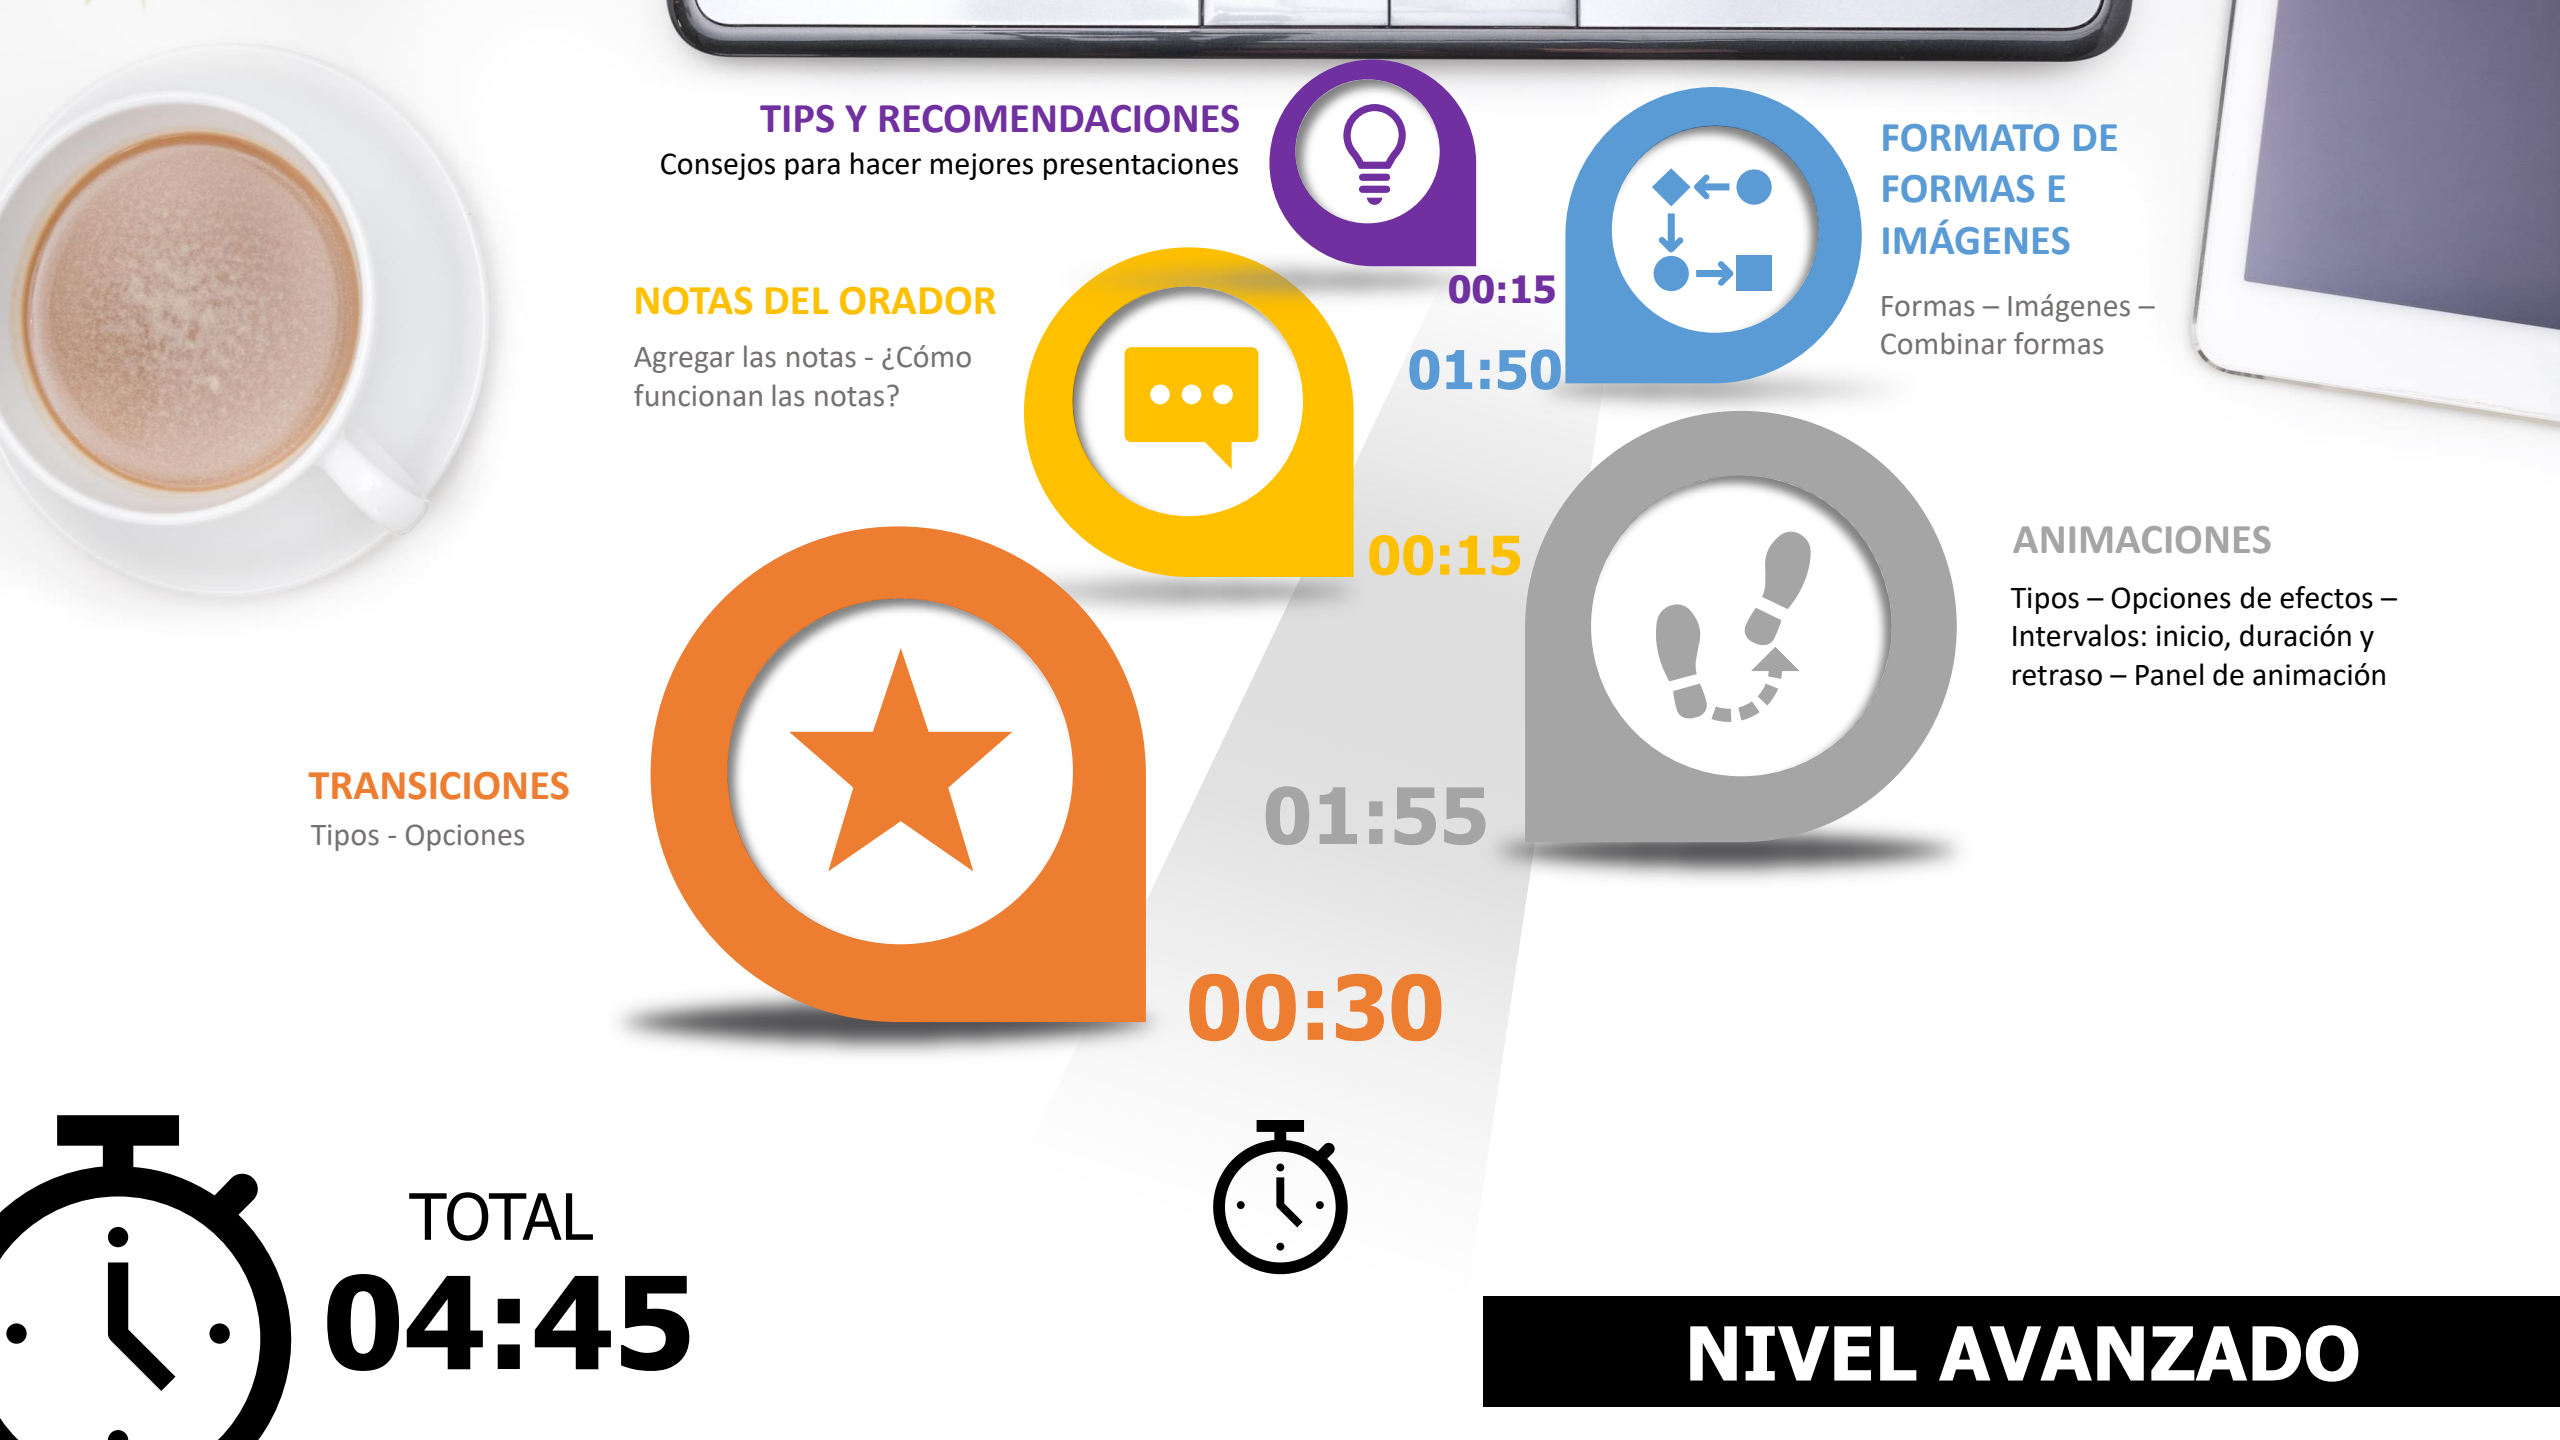 TIPS Y RECOMENDACIONES
Consejos para hacer mejores presentaciones
00:15
FORMATO DE
FORMAS E
IMÁGENES
Formas – Imágenes –
Combinar formas
01:50
NOTAS DEL ORADOR
Agregar las notas - ¿Cómo
funcionan las notas?
00:15
ANIMACIONES
Tipos – Opciones de efectos –
Intervalos: inicio, duración y
retraso – Panel de animación
01:55
TRANSICIONES
Tipos - Opciones
00:30
TOTAL
04:45
NIVEL AVANZADO